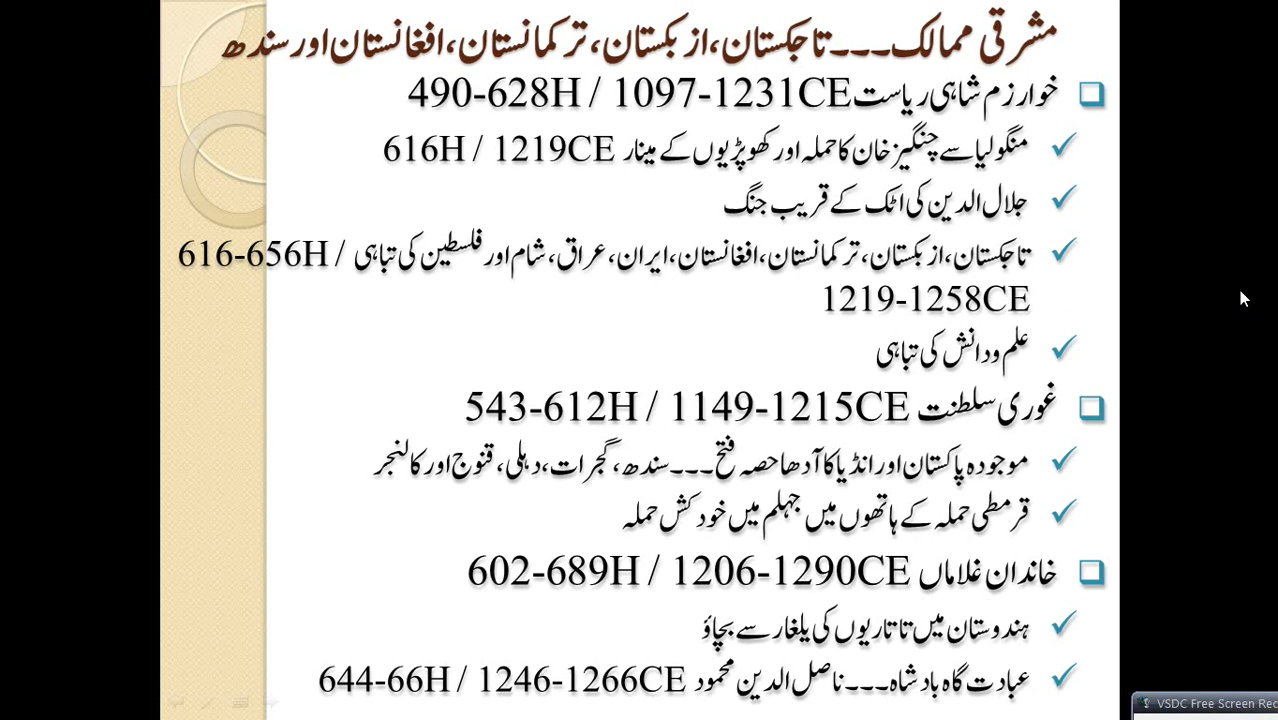 مشرقی ممالک۔۔۔تاجکستان،ازبکستان،ترکمانستان،افغانستان اور سندھ
خوارزم شاہی ریاست 490-628H / 1097-1231CE
منگولیا سے چنگیز خان کا حملہ اور کھوپڑیوں کے مینار 616H / 1219CE
جلال الدین کی اٹک کے قریب جنگ
تاجکستان،ازبکستان،ترکمانستان،افغانستان،ایران،عراق،شام اور فلسطین کی تباہی 616-656H /
1219-1258CE
علم و دانش کی تباہی
غوری سلطنت 543-612H / 1149-1215CE
موجودہ پاکستان اور انڈیا کا آدھا حصہ فتح۔۔۔سندھ،گجرات،دہلی،قنوج اور کالنجر
قرمطی حملہ کے ہاتھوں میں جہلم میں خود کش حملہ
خاندان غلاماں 602-689H / 1206-1290CE
ہندوستان میں تاتاریوں کی یلغار سے بچاؤ
عبادت گاہ بادشاہ۔۔۔ناصل الدین محمود 644-66H / 1246-1266CE
VSDC Free Screen Rec